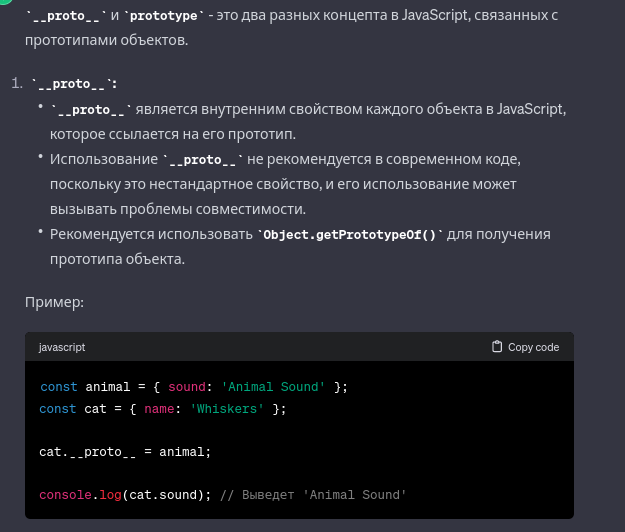 `__proto__` и `prototype` - это два разных концепта в JavaScript, связанных с
прототипами объектов.
1. `__proto__`:
• `__proto__` является внутренним свойством каждого объекта в JavaScript,
которое ссылается на его прототип.
• Использование `__proto__` не рекомендуется в современном коде,
поскольку это нестандартное свойство, и его использование может
вызывать проблемы совместимости.
• Рекомендуется использовать `Object.getPrototypeOf()` для получения
прототипа объекта.
Пример:
javascript Copy code
const animal = { sound: 'Animal Sound' };
const cat = { name: 'Whiskers' };
cat.__proto__ = animal;
console.log(cat.sound); // Выведет 'Animal Sound'